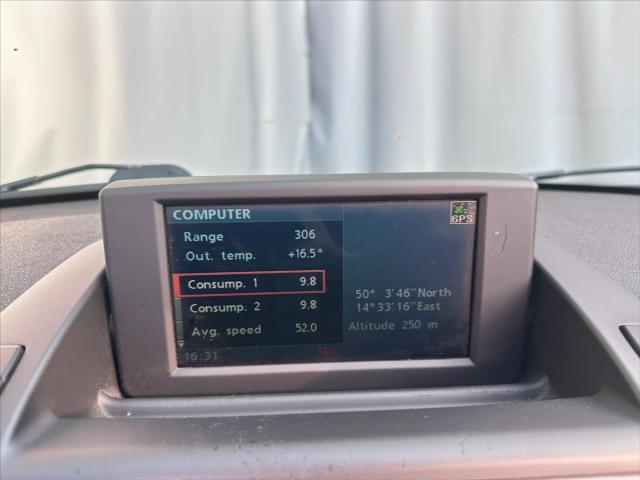 COMPUTER
GPS
Range 306
Out. temp. +16.5°
Consump. 1 9.8
Consump. 2 9.8
Avg. speed 52.0
50° 3'46"North
14°33'16"East
Altitude 250 m
16:31 TMC